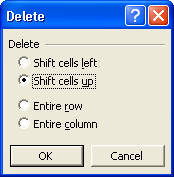 Delete
?
Delete
Shift cells left
Shift cells up
Entire row
Entire column
OK
Cancel